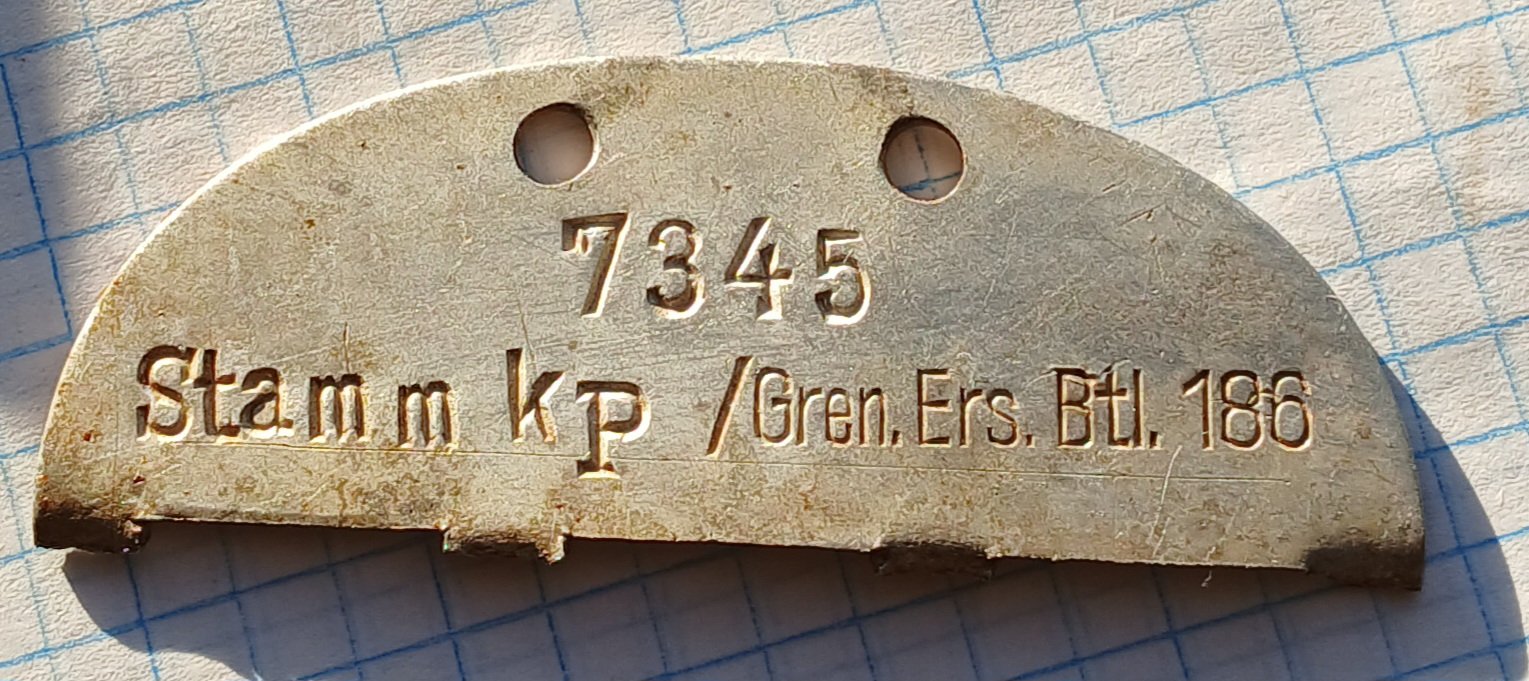 7345
Stamm kP /Gren. Ers. Btl. 186